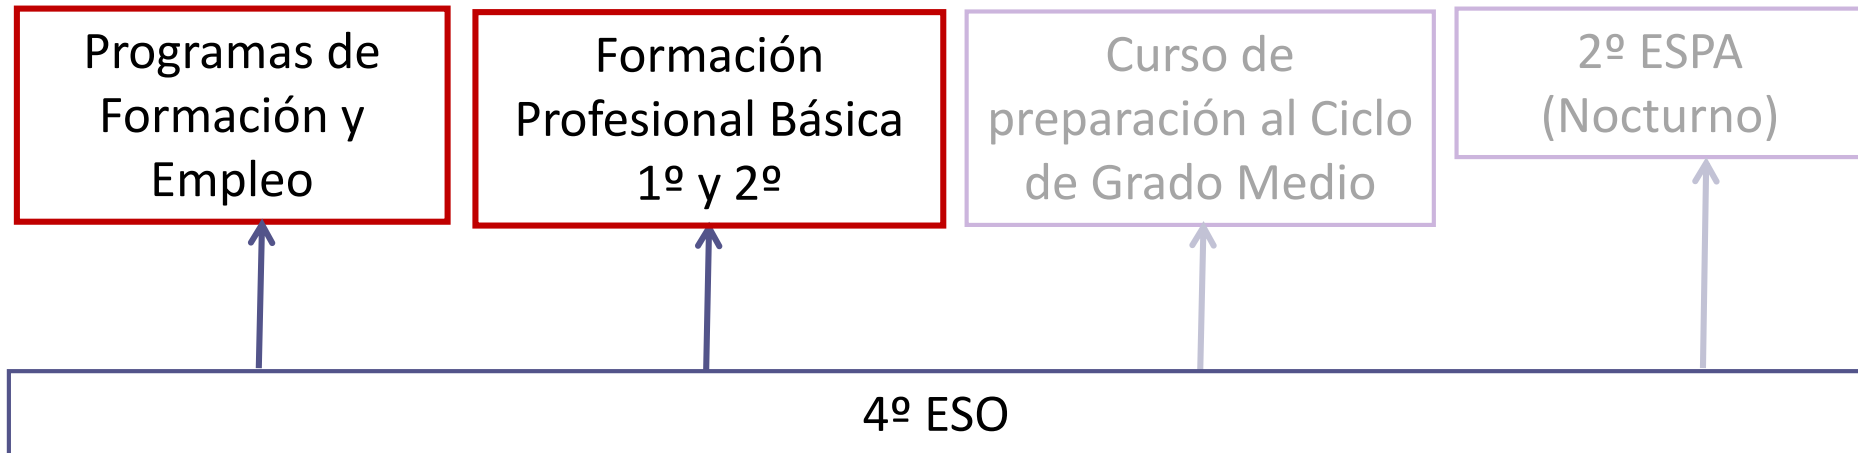 Programas de
Formación y
Empleo
Formación
Profesional Básica
1º y 2º
Curso de
preparación al Ciclo
de Grado Medio
2º ESPA
(Nocturno)
4º ESO